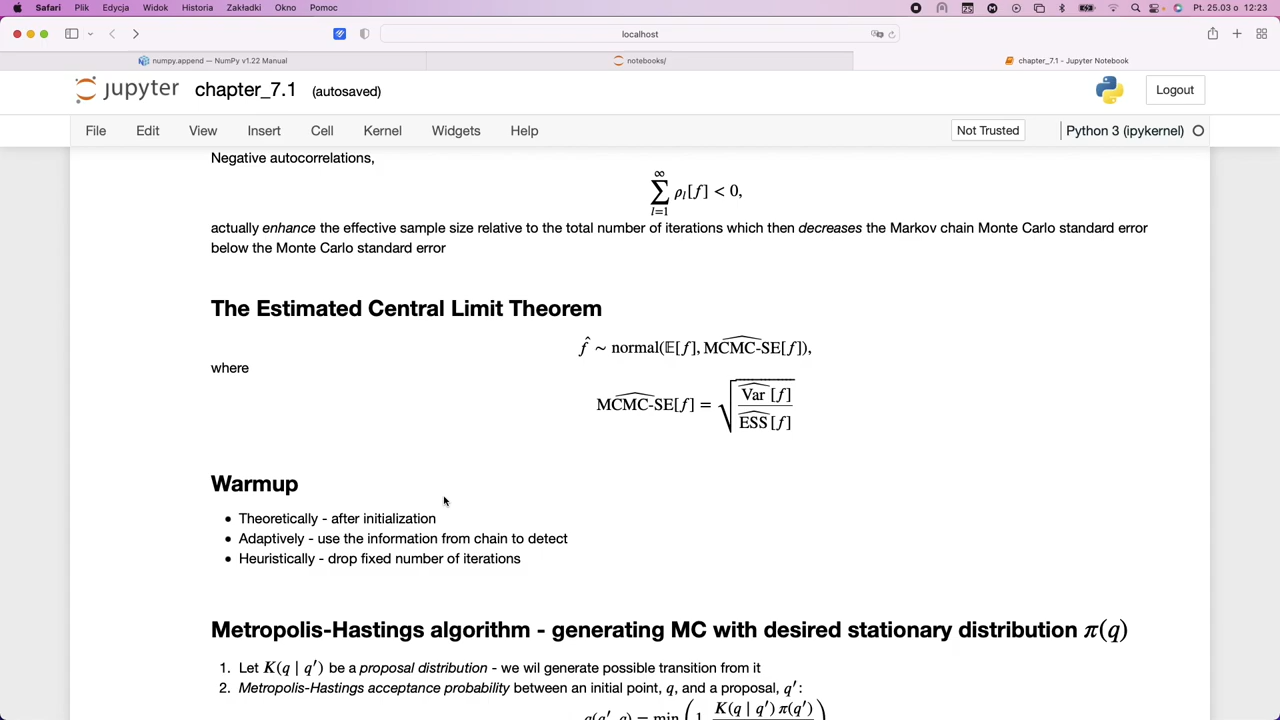 Safari Plik Edycja Widok Historia Zakładki Okno Pomoc Pt. 25.03 o 12:23
localhost
numpy.append — NumPy v1.22 Manual notebooks/ chapter_7.1 - Jupyter Notebook
jupyter chapter_7.1 (autosaved) Logout
File Edit View Insert Cell Kernel Widgets Help Not Trusted Python 3 (ipykernel)
Negative autocorrelations,
∑_{l=1}^{∞} ρ_l[f] < 0,
actually enhance the effective sample size relative to the total number of iterations which then decreases the Markov chain Monte Carlo standard error
below the Monte Carlo standard error
The Estimated Central Limit Theorem
f̂ ~ normal(𝔼[f], \widehat{MCMC-SE}[f]),
where
\widehat{MCMC-SE}[f] = \sqrt{\frac{\widehat{Var}[f]}{\widehat{ESS}[f]}}
Warmup
• Theoretically - after initialization
• Adaptively - use the information from chain to detect
• Heuristically - drop fixed number of iterations
Metropolis-Hastings algorithm - generating MC with desired stationary distribution π(q)
1. Let K(q | q′) be a proposal distribution - we wil generate possible transition from it
2. Metropolis-Hastings acceptance probability between an initial point, q, and a proposal, q′:
K(q | q′) π(q′)